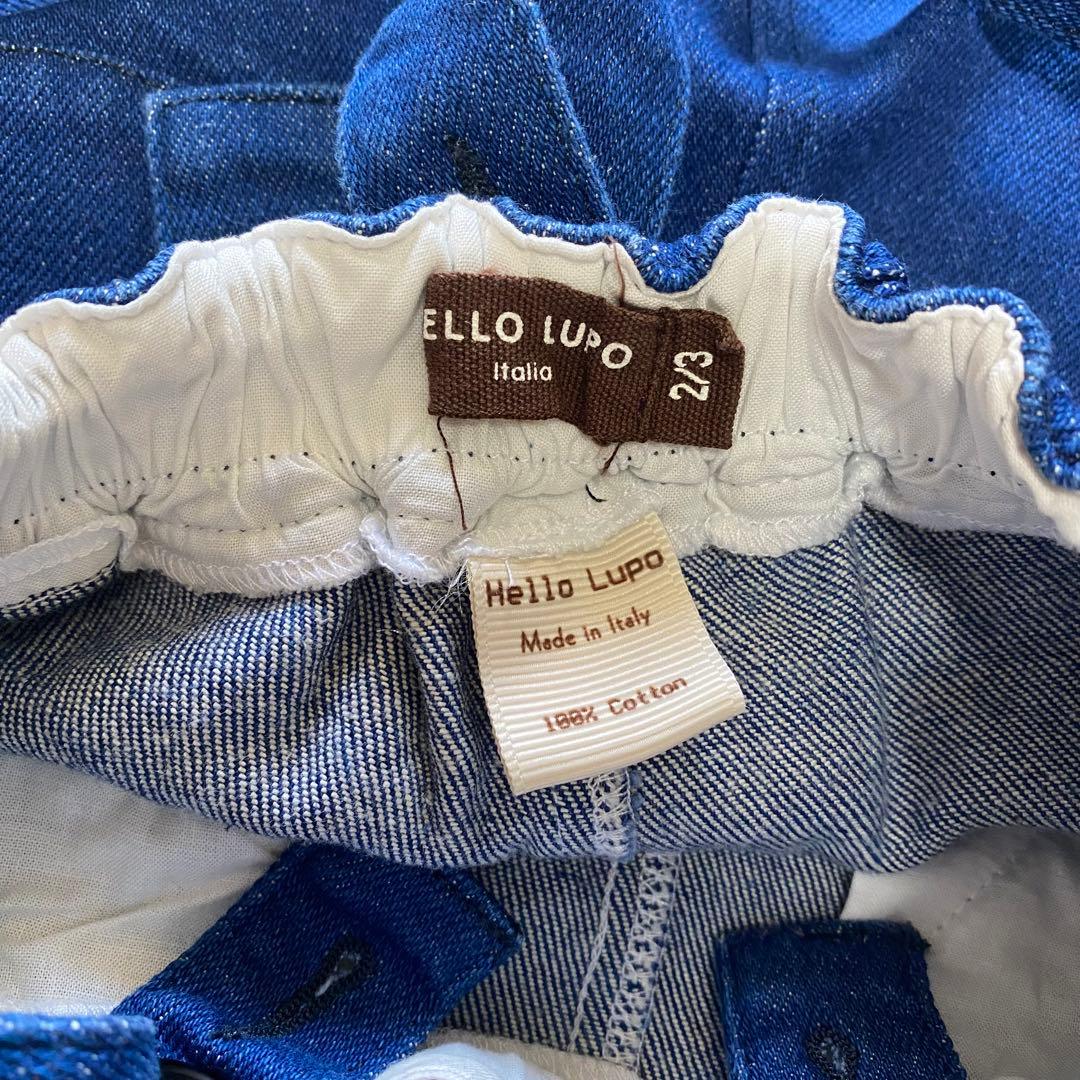 ELLO LUPO
Italia
2/3
Hello Lupo
Made in Italy
100% Cotton